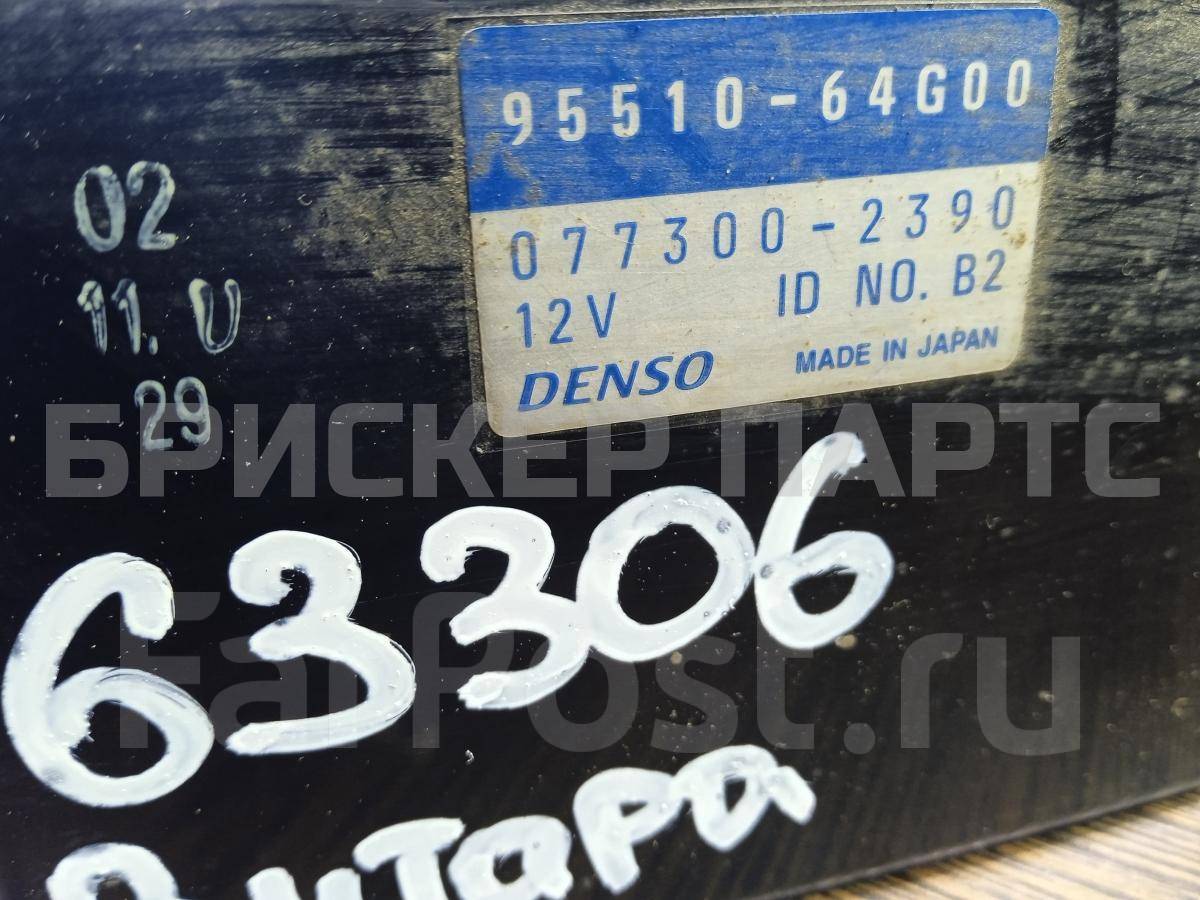 95510-64G00
077300-2390
12V ID NO. B2
DENSO MADE IN JAPAN
02
11. U
29
БРИСКЕР ПАРТС
63306
FarPost.ru
Витара